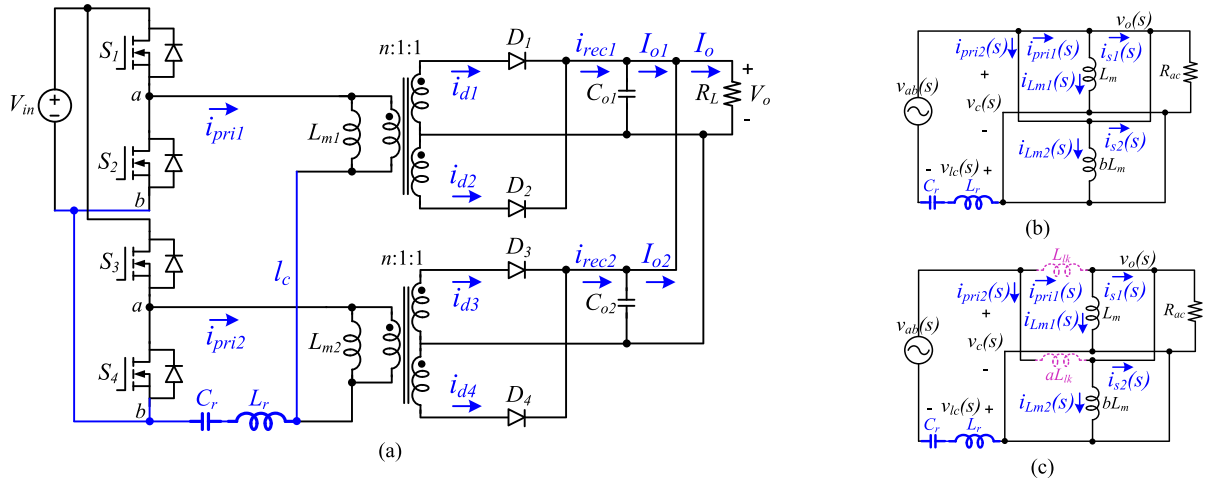 S1
S2
S3
S4
Vin
a
b
a
b
ipri1
ipri2
Lm1
Lm2
lc
Cr
Lr
n:1:1
n:1:1
D1
D2
D3
D4
id1
id2
id3
id4
irec1
Io1
Io
irec2
Io2
Co1
Co2
RL
+
Vo
-
(a)
vo(s)
ipri2(s)
ipri1(s)
is1(s)
+
Lm
Rac
vab(s)
iLm1(s)
vc(s)
-
is2(s)
iLm2(s)
bLm
- vlc(s) +
Cr
Lr
(b)
Llk
vo(s)
ipri2(s)
ipri1(s)
is1(s)
+
Lm
Rac
vab(s)
iLm1(s)
vc(s)
-
aLlk
is2(s)
iLm2(s)
bLm
- vlc(s) +
Cr
Lr
(c)